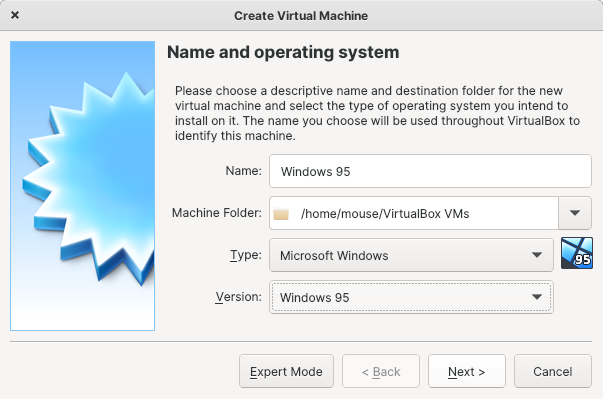 Create Virtual Machine
Name and operating system
Please choose a descriptive name and destination folder for the new
virtual machine and select the type of operating system you intend to
install on it. The name you choose will be used throughout VirtualBox to
identify this machine.
Name: Windows 95
Machine Folder: /home/mouse/VirtualBox VMs
Type: Microsoft Windows
95
Version: Windows 95
Expert Mode < Back Next > Cancel